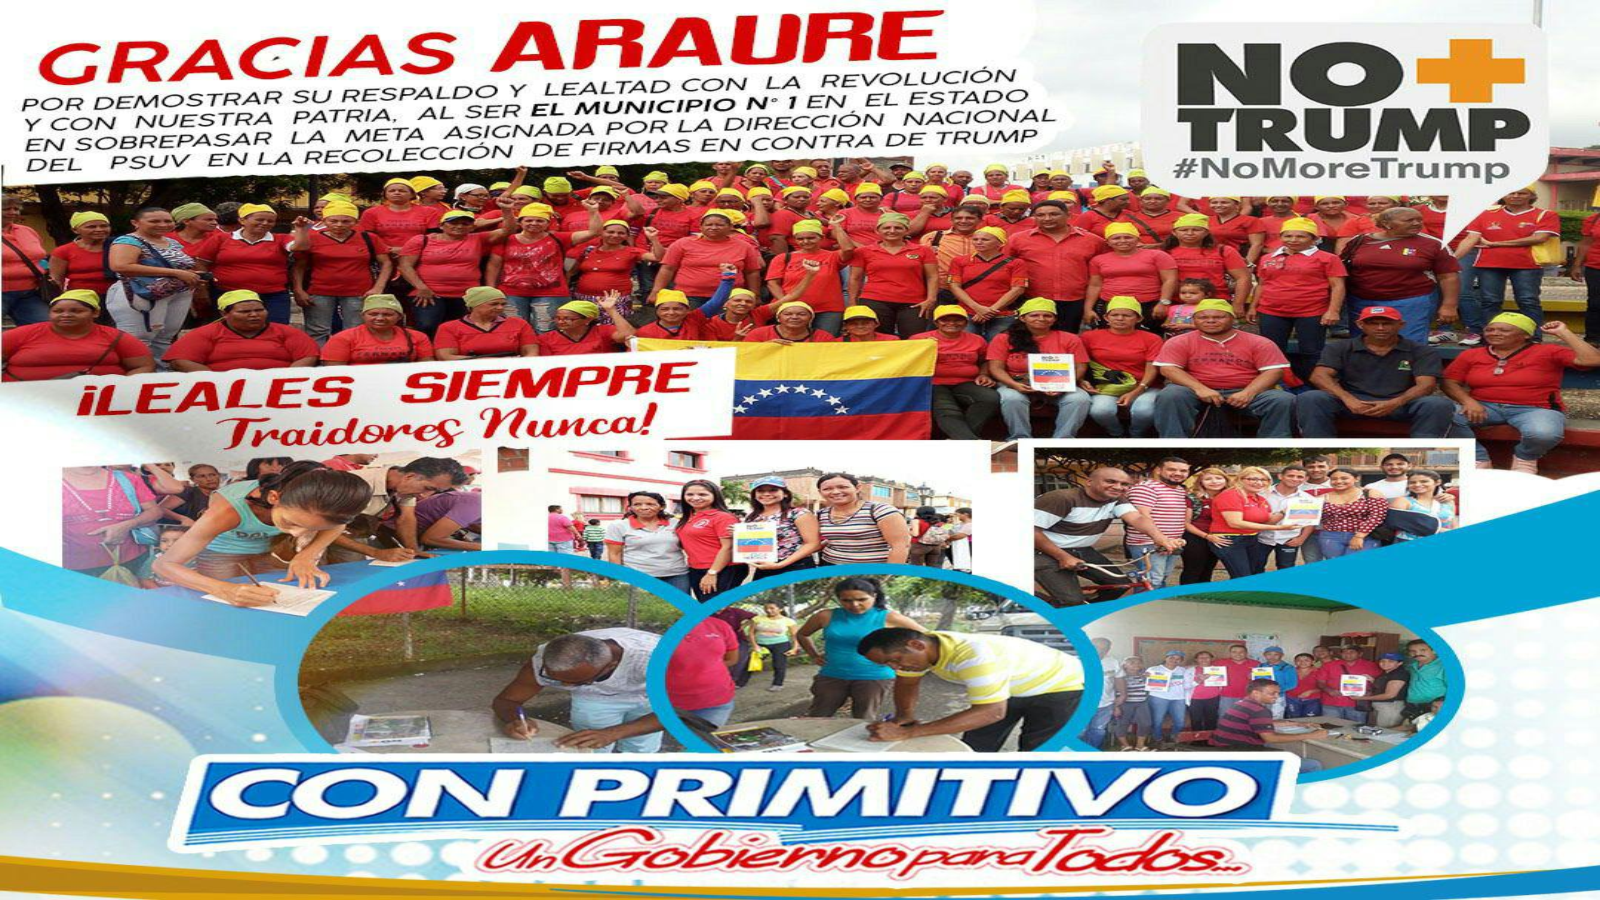 GRACIAS ARAURE
POR DEMOSTRAR SU RESPALDO Y LEALTAD CON LA REVOLUCIÓN
Y CON NUESTRA PATRIA, AL SER EL MUNICIPIO N° 1 EN EL ESTADO
EN SOBREPASAR LA META ASIGNADA POR LA DIRECCIÓN NACIONAL
DEL PSUV EN LA RECOLECCIÓN DE FIRMAS EN CONTRA DE TRUMP
NO+
TRUMP
#NoMoreTrump
¡LEALES SIEMPRE
Traidores Nunca!
CON PRIMITIVO
Un Gobierno para Todos...